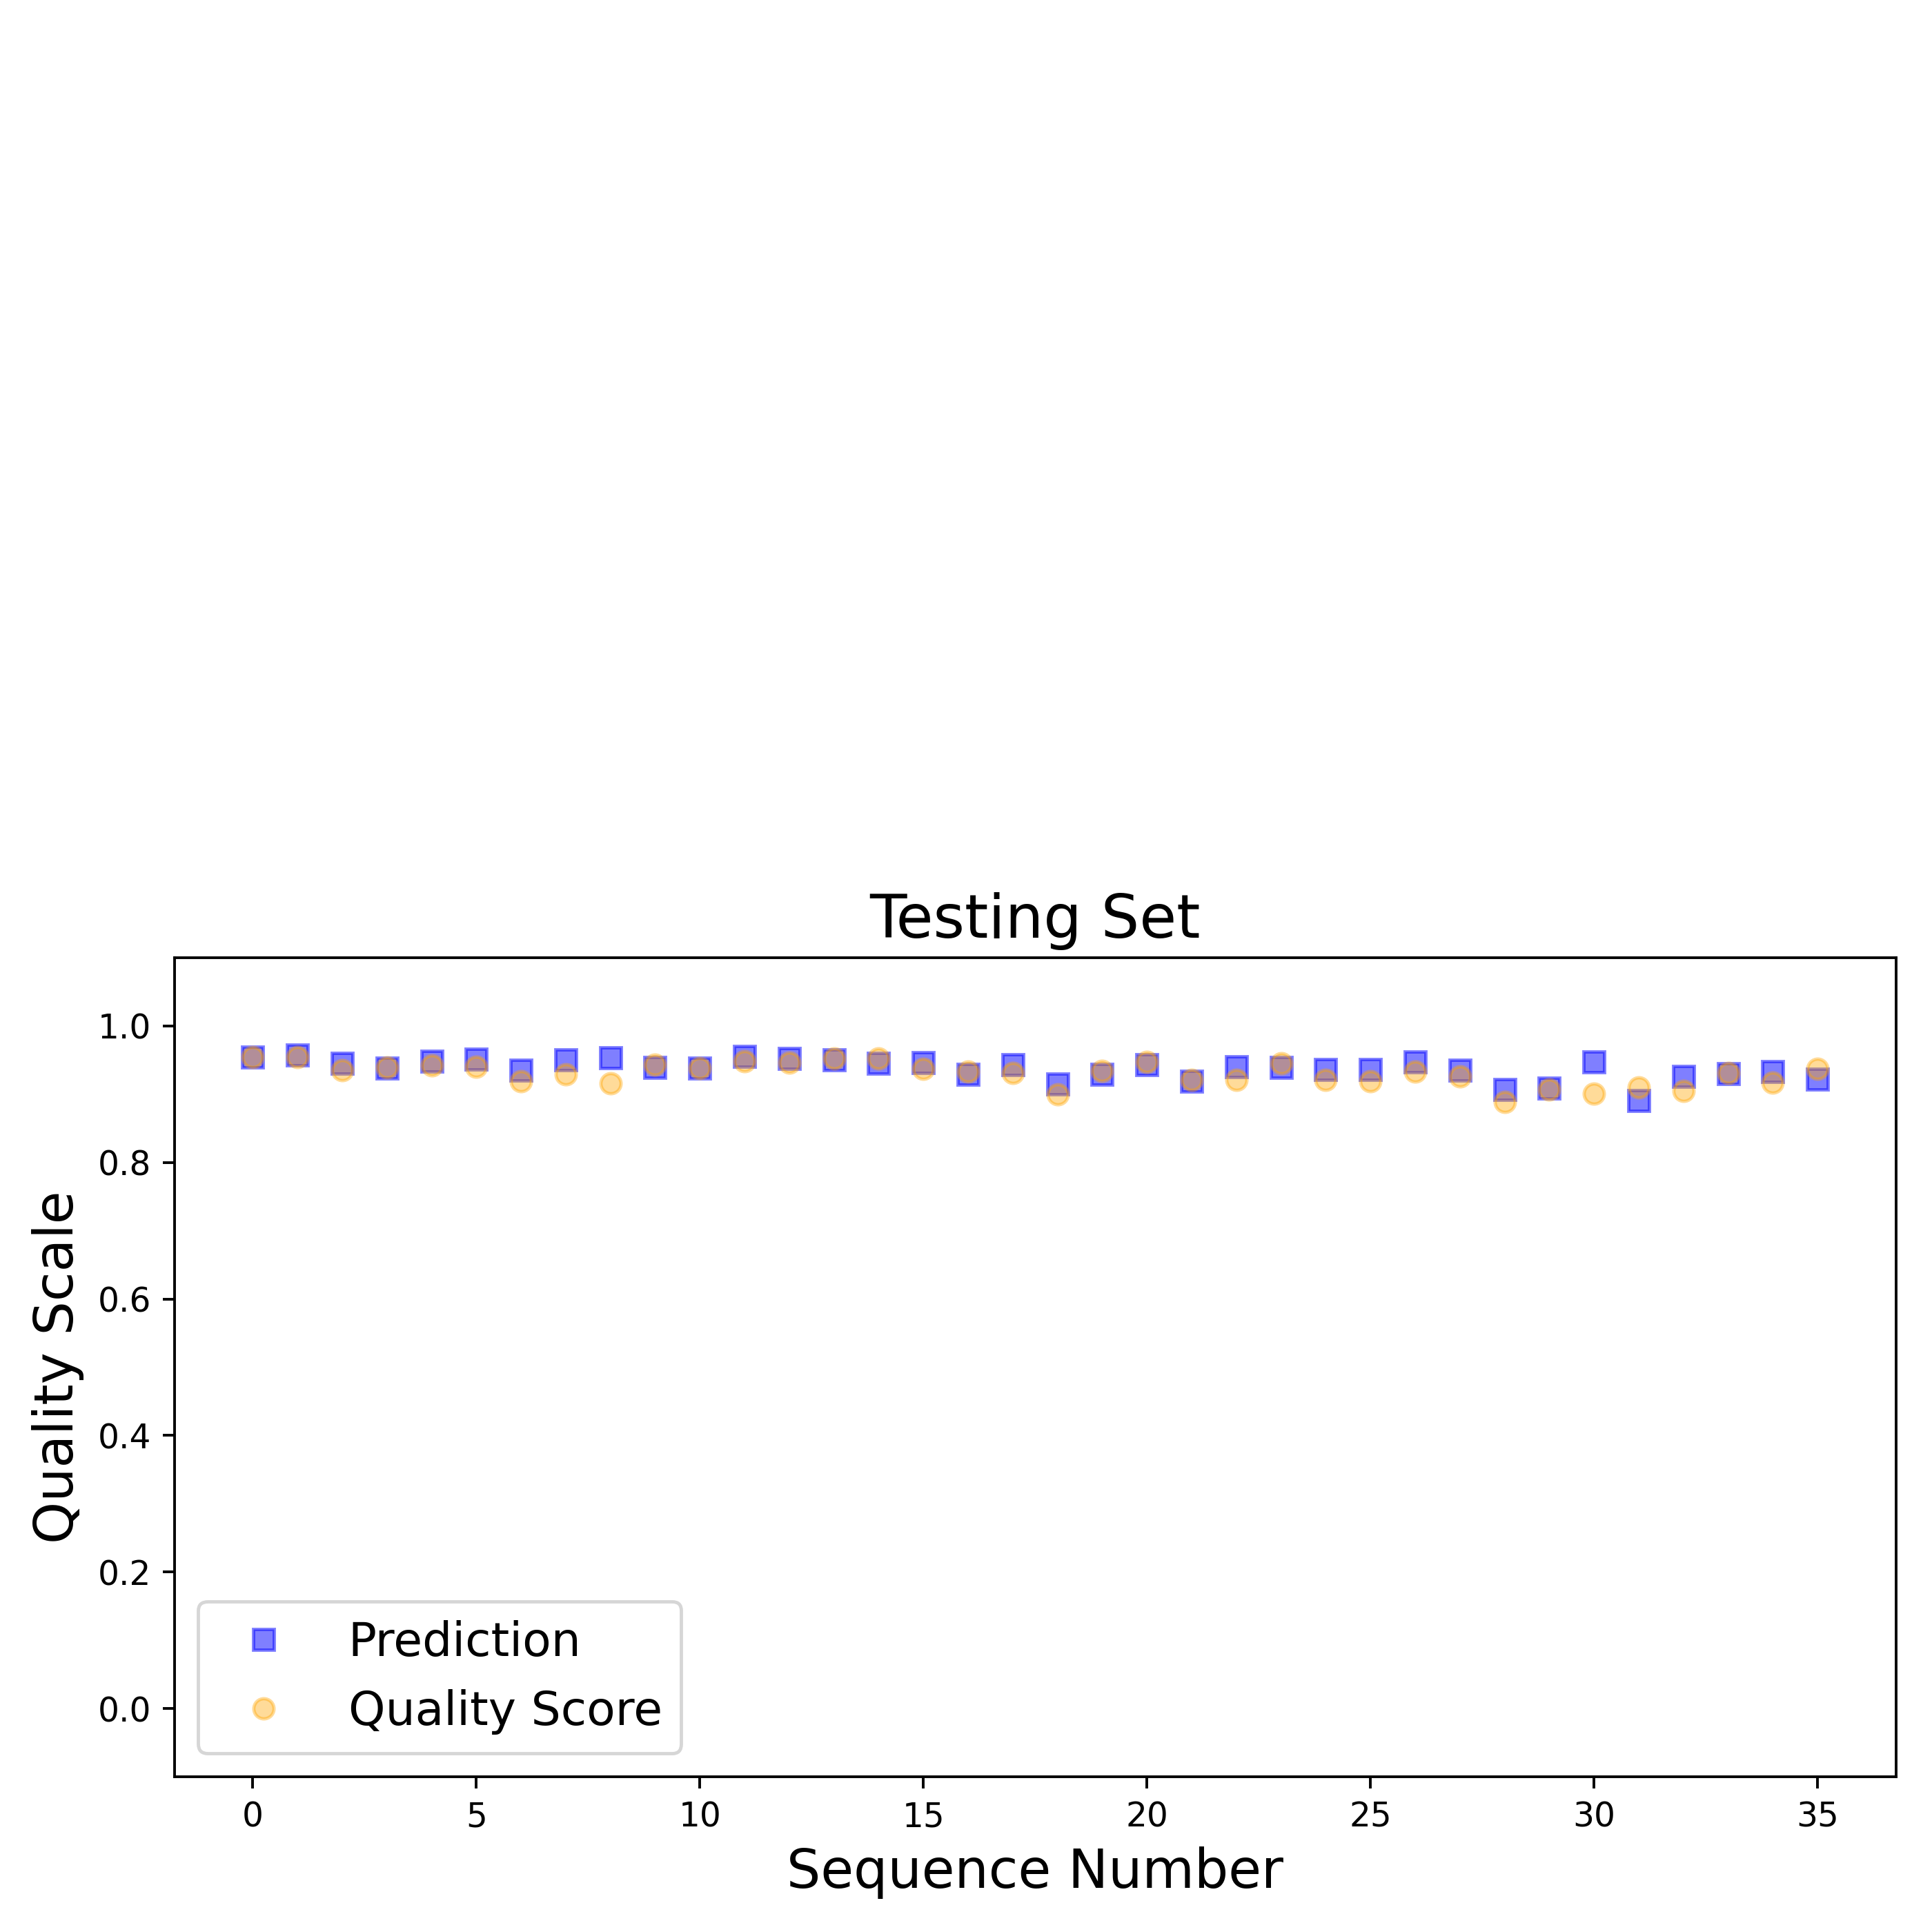 Testing Set
1.0
0.8
0.6
0.4
0.2
0.0
Quality Scale
Prediction
Quality Score
0 5 10 15 20 25 30 35
Sequence Number